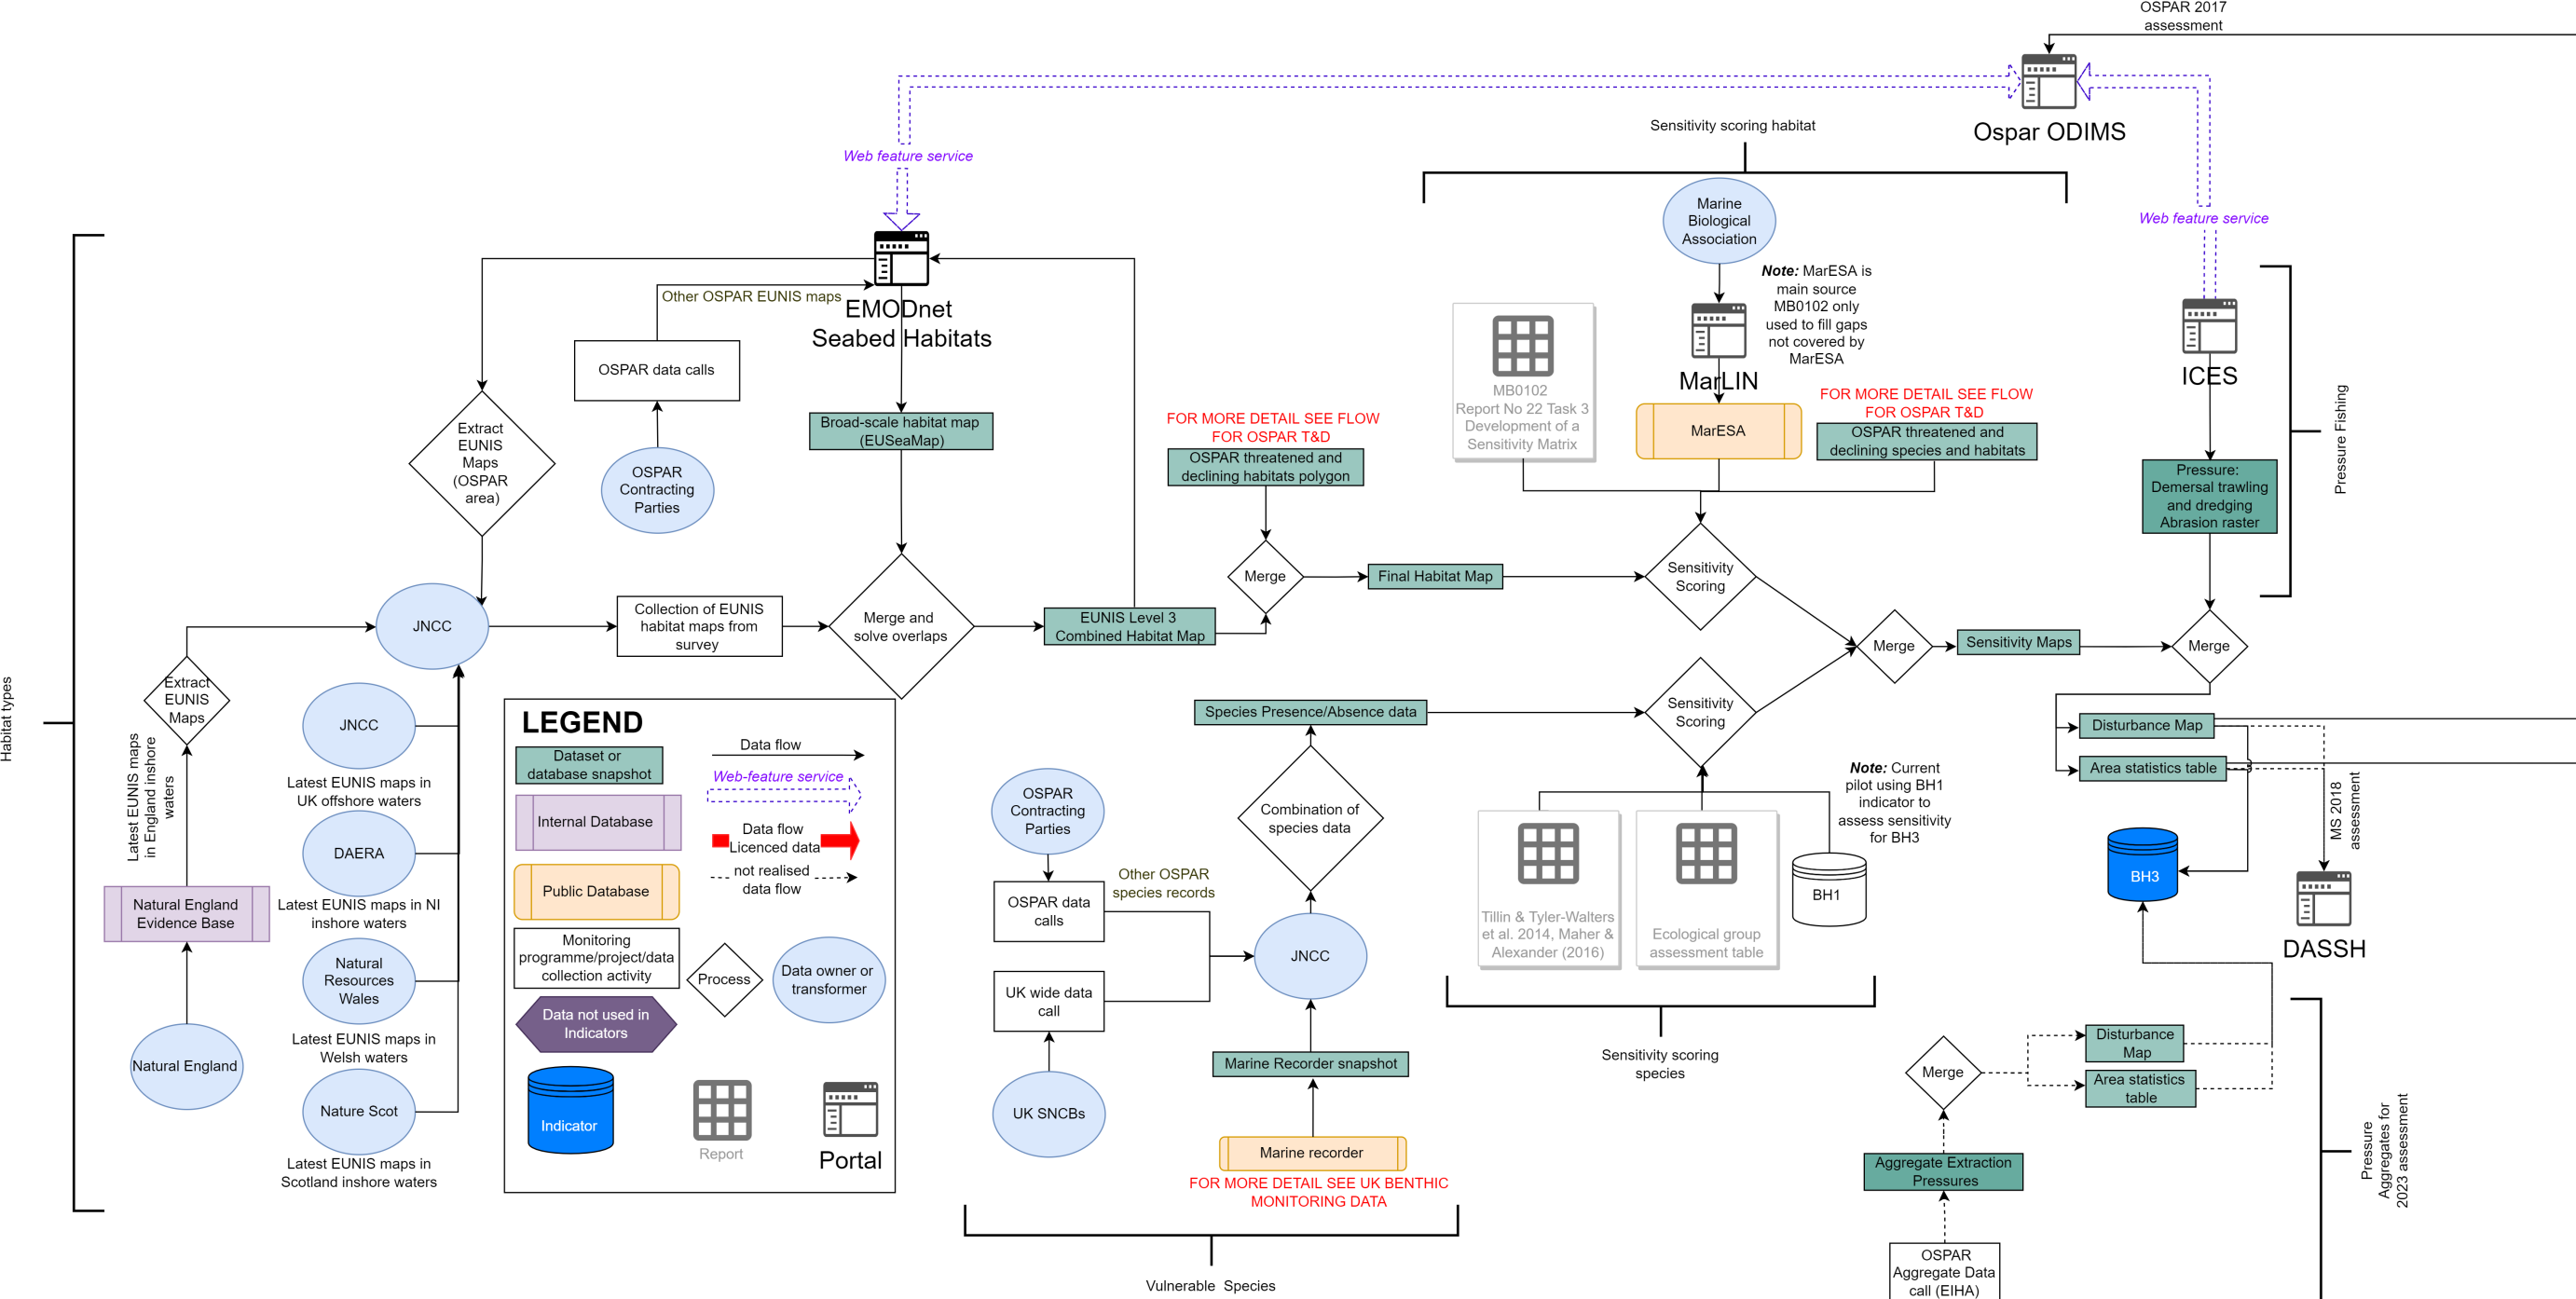 OSPAR 2017
assessment
Ospar ODIMS
Sensitivity scoring habitat
Web feature service
Web feature service
Marine
Biological
Association
Note: MarESA is
main source
MB0102 only
used to fill gaps
not covered by
MarESA
MarLIN
MarESA
MB0102
Report No 22 Task 3
Development of a
Sensitivity Matrix
FOR MORE DETAIL SEE FLOW
FOR OSPAR T&D
OSPAR threatened and
declining species and habitats
ICES
Pressure Fishing
Pressure:
Demersal trawling
and dredging
Abrasion raster
EMODnet
Seabed Habitats
Other OSPAR EUNIS maps
OSPAR data calls
OSPAR
Contracting
Parties
Extract
EUNIS
Maps
(OSPAR
area)
Broad-scale habitat map
(EUSeaMap)
FOR MORE DETAIL SEE FLOW
FOR OSPAR T&D
OSPAR threatened and
declining habitats polygon
Merge
Final Habitat Map
Sensitivity
Scoring
Habitat types
JNCC
Collection of EUNIS
habitat maps from
survey
Merge and
solve overlaps
EUNIS Level 3
Combined Habitat Map
Merge
Sensitivity Maps
Merge
Extract
EUNIS
Maps
Latest EUNIS maps
in England inshore
waters
Natural England
Evidence Base
Natural England
JNCC
Latest EUNIS maps in
UK offshore waters
DAERA
Latest EUNIS maps in NI
inshore waters
Natural
Resources
Wales
Latest EUNIS maps in
Welsh waters
Nature Scot
Latest EUNIS maps in
Scotland inshore waters
LEGEND
Dataset or
database snapshot
Data flow
Web-feature service
Internal Database
Data flow
Licenced data
Public Database
not realised
data flow
Monitoring
programme/project/data
collection activity
Process
Data owner or
transformer
Data not used in
Indicators
Indicator
Report
Portal
Species Presence/Absence data
Sensitivity
Scoring
Combination of
species data
OSPAR
Contracting
Parties
OSPAR data
calls
Other OSPAR
species records
UK wide data
call
UK SNCBs
JNCC
Marine Recorder snapshot
Marine recorder
FOR MORE DETAIL SEE UK BENTHIC
MONITORING DATA
Vulnerable Species
Tillin & Tyler-Walters
et al. 2014, Maher &
Alexander (2016)
Ecological group
assessment table
BH1
Note: Current
pilot using BH1
indicator to
assess sensitivity
for BH3
Sensitivity scoring
species
Disturbance Map
Area statistics table
MS 2018
assessment
BH3
DASSH
Merge
Disturbance
Map
Area statistics
table
Aggregate Extraction
Pressures
OSPAR
Aggregate Data
call (EIHA)
Pressure
Aggregates for
2023 assessment